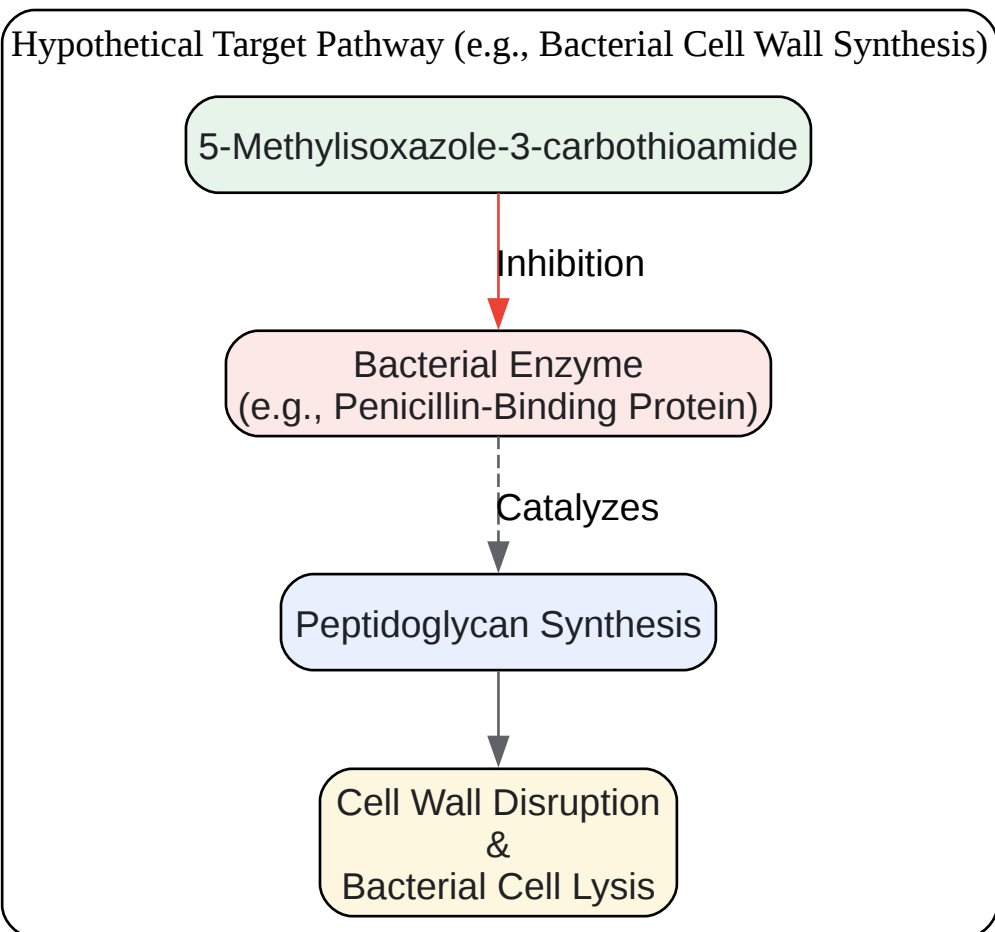 Hypothetical Target Pathway (e.g., Bacterial Cell Wall Synthesis)
5-Methylisoxazole-3-carbothioamide
Inhibition
Bacterial Enzyme
(e.g., Penicillin-Binding Protein)
Catalyzes
Peptidoglycan Synthesis
Cell Wall Disruption
&
Bacterial Cell Lysis